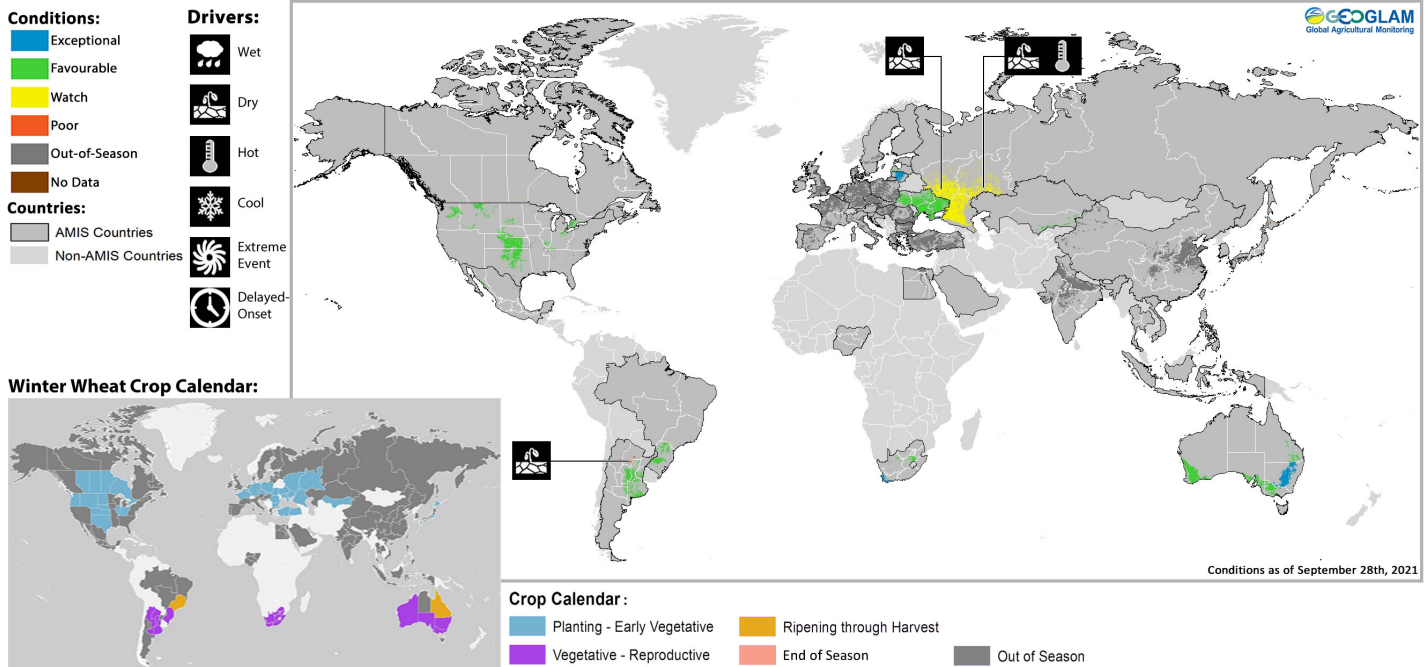 Conditions:
Exceptional
Favourable
Watch
Poor
Out-of-Season
No Data
Countries:
AMIS Countries
Non-AMIS Countries
Drivers:
Wet
Dry
Hot
Cool
Extreme
Event
Delayed-
Onset
GEOGLAM
Global Agricultural Monitoring
Winter Wheat Crop Calendar:
Conditions as of September 28th, 2021
Crop Calendar :
Planting - Early Vegetative
Ripening through Harvest
Vegetative - Reproductive
End of Season
Out of Season